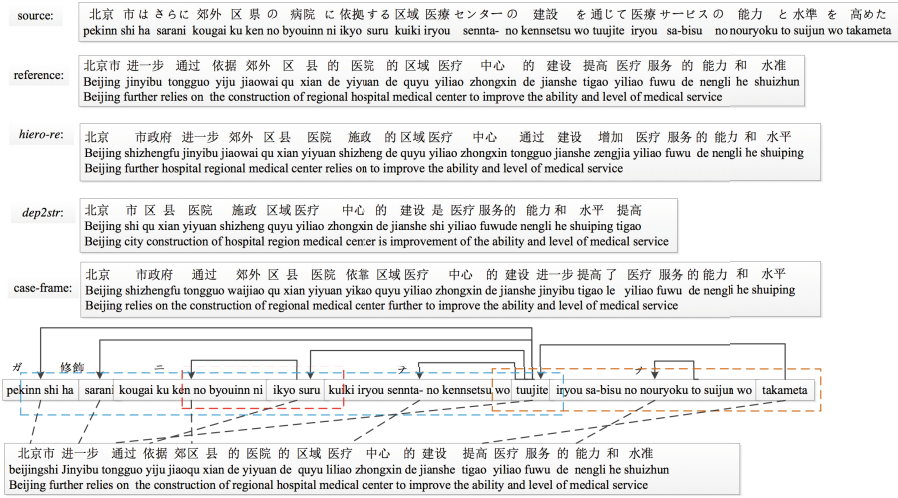 source:
北京 市 は さらに 郊外 区 県 の 病院 に 依拠 する 区域 医療 センター の 建設 を 通じて 医療 サービス の 能力 と 水準 を 高めた
pekinn shi ha sarani kougai ku ken no byouinn ni ikyo suru kuiki iryou sennta- no kennsetsu wo tuujite iryou sa-bisu no nouryoku to suijun wo takameta
reference:
北京市 进一步 通过 依据 郊外 区 县 的 医院 的 区域 医疗 中心 的 建设 提高 医疗 服务 的 能力 和 水准
Beijing jinyibu tongguo yiju jiaowai qu xian de yiyuan de quyu yiliao zhongxin de jianshe tigao yiliao fuwu de nengli he shuizhun
Beijing further relies on the construction of regional hospital medical center to improve the ability and level of medical service
hiero-re:
北京 市政府 进一步 郊外 区县 医院 施政 的 区域 医疗 中心 通过 建设 增加 医疗 服务 的 能力 和 水平
Beijing shizhengfu jinyibu jiaowai qu xian yiyuan shizheng de quyu yiliao zhongxin tongguo jianshe zengjia yiliao fuwu de nengli he shuiping
Beijing further hospital regional medical center relies on to improve the ability and level of medical service
dep2str:
北京 市 区 县 医院 施政 区域 医疗 中心 的 建设 是 医疗 服务的 能力 和 水平 提高
Beijing shi qu xian yiyuan shizheng quyu yiliao zhongxin de jianshe shi yiliao fuwude nengli he shuiping tigao
Beijing city construction of hospital region medical center is improvement of the ability and level of medical service
case-frame:
北京 市政府 通过 郊外 区 县 医院 依靠 区域 医疗 中心 的 建设 进一步 提高 了 医疗 服务 的 能力 和 水平
Beijing shizhengfu tongguo waijiao qu xian yiyuan yikao quyu yiliao zhongxin de jianshe jinyibu tigao le yiliao fuwu de nengli he shuiping
Beijing relies on the construction of regional medical center further to improve the ability and level of medical service
ガ 修飾 ニ ヲ ノ
pekinn shi ha sarani kougai ku ken no byouinn ni ikyo suru kuiki iryou sennta- no kennsetsu wo tuujite iryou sa-bisu no nouryoku to suijun wo takameta
北京市 进一步 通过 依据 郊区 县 的 医院 的 区域 医疗 中心 的 建设 提高 医疗 服务 的 能力 和 水准
beijingshi Jinyibu tongguo yiju jiaoqu xian de yiyuan de quyu liliao zhongxin de jianshe tigao yiliao fuwu de nengli he shuizhun
Beijing further relies on the construction of regional hospital medical center to improve the ability and level of medical service